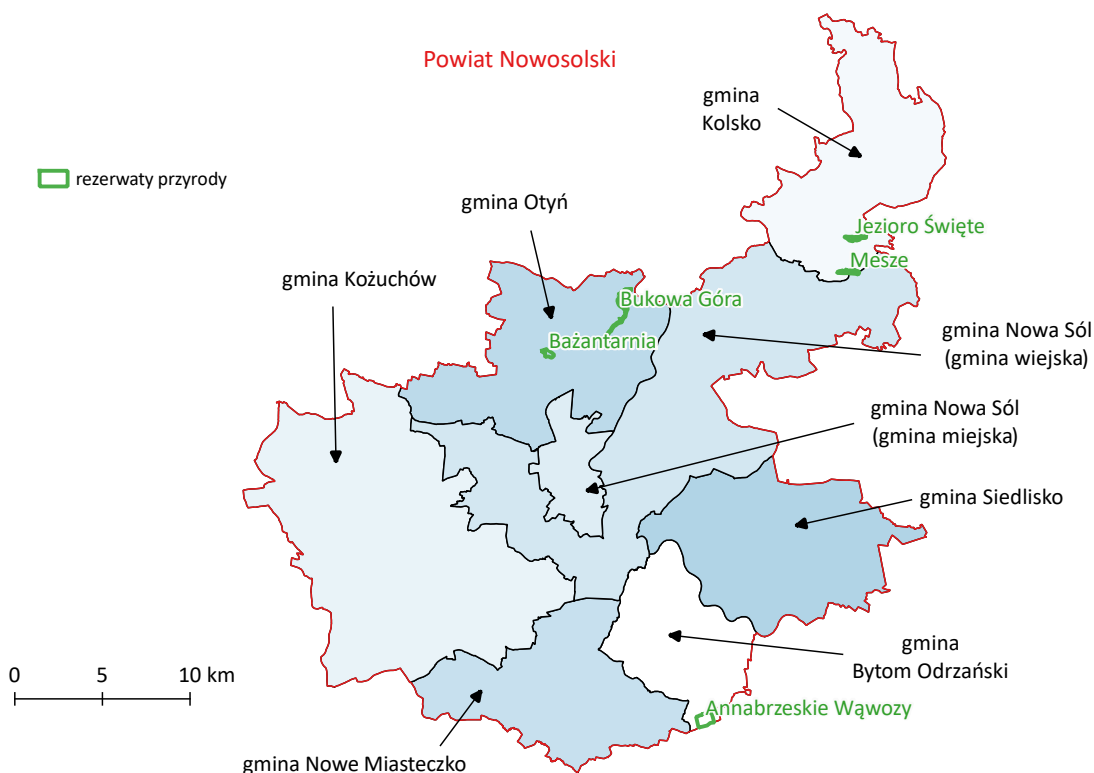 Powiat Nowosolski
gmina
Kolsko
rezerwaty przyrody
gmina Otyń
Jezioro Święte
Mesze
gmina Kożuchów
Bukowa Góra
Bażantarnia
gmina Nowa Sól
(gmina wiejska)
gmina Nowa Sól
(gmina miejska)
gmina Siedlisko
gmina
Bytom Odrzański
0 5 10 km
Annabrzeskie Wąwozy
gmina Nowe Miasteczko